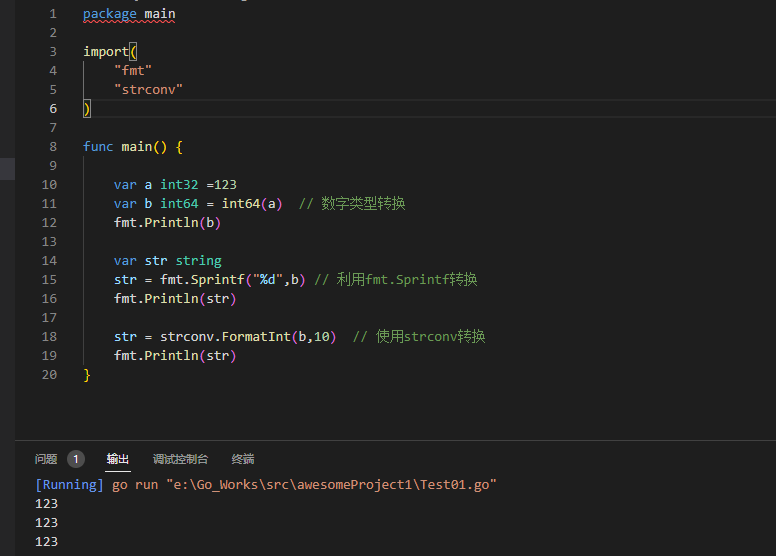 1 package main
2
3 import(
4 "fmt"
5 "strconv"
6 )
7
8 func main() {
9
10 var a int32 =123
11 var b int64 = int64(a) // 数字类型转换
12 fmt.Println(b)
13
14 var str string
15 str = fmt.Sprintf("%d",b) // 利用fmt.Sprintf转换
16 fmt.Println(str)
17
18 str = strconv.FormatInt(b,10) // 使用strconv转换
19 fmt.Println(str)
20 }
问题 1 输出 调试控制台 终端
[Running] go run "e:\Go_Works\src\awesomeProject1\Test01.go"
123
123
123